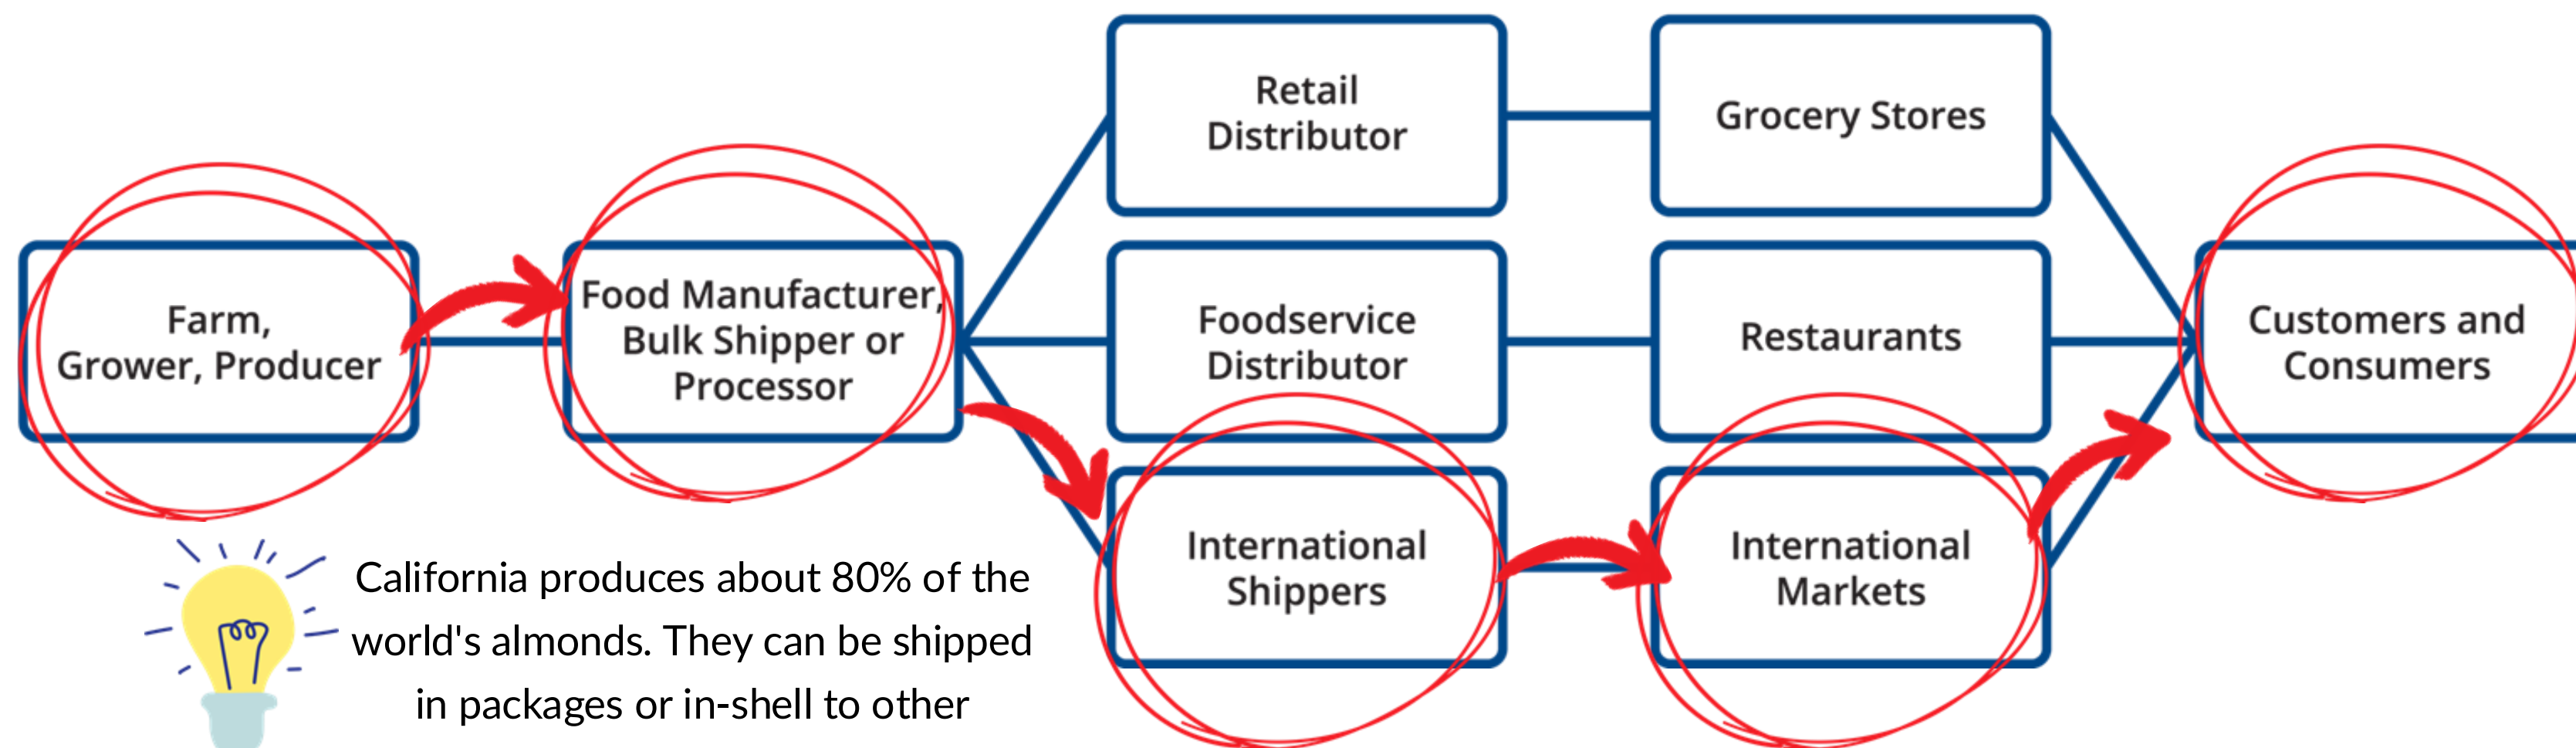 Retail
Distributor
Grocery Stores
Farm,
Grower, Producer
Food Manufacturer,
Bulk Shipper or
Processor
Foodservice
Distributor
Restaurants
Customers and
Consumers
International
Shippers
International
Markets
California produces about 80% of the
world's almonds. They can be shipped
in packages or in-shell to other